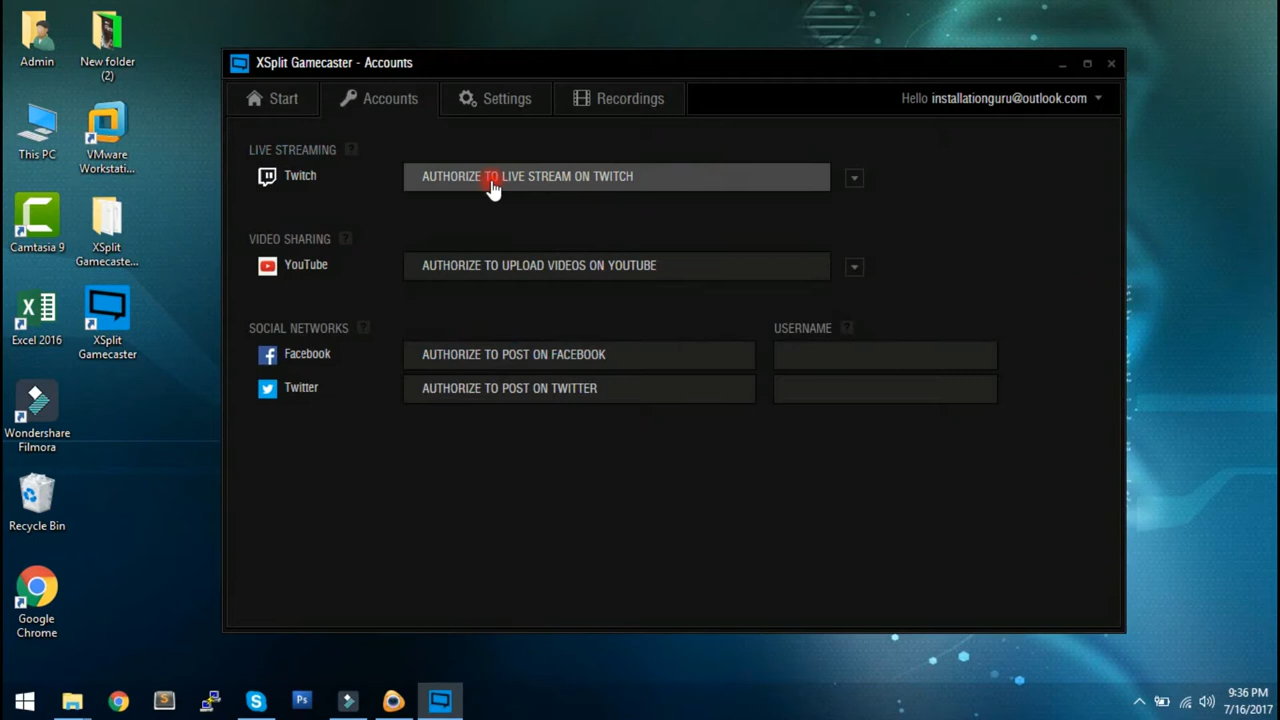 Admin
New folder
(2)
This PC
VMware
Workstati...
Camtasia 9
XSplit
Gamecaste...
Excel 2016
XSplit
Gamecaster
Wondershare
Filmora
Recycle Bin
Google
Chrome
XSplit Gamecaster - Accounts
Start
Accounts
Settings
Recordings
Hello installationguru@outlook.com
LIVE STREAMING ?
Twitch
AUTHORIZE TO LIVE STREAM ON TWITCH
VIDEO SHARING ?
YouTube
AUTHORIZE TO UPLOAD VIDEOS ON YOUTUBE
SOCIAL NETWORKS ?
USERNAME ?
Facebook
AUTHORIZE TO POST ON FACEBOOK
Twitter
AUTHORIZE TO POST ON TWITTER
Ps
9:36 PM
7/16/2017